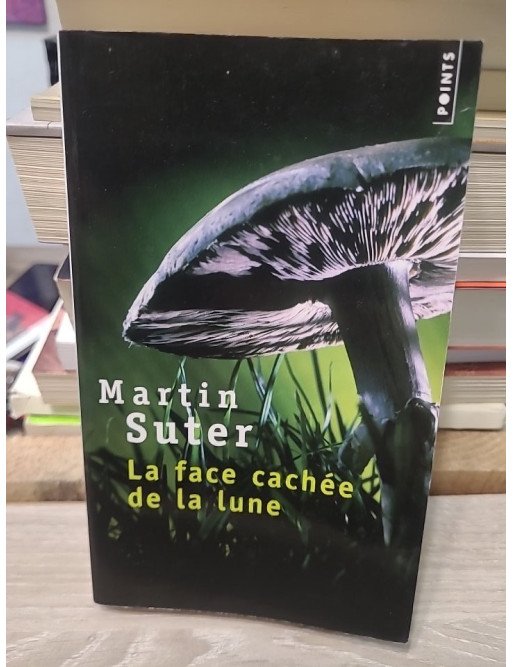 POINTS
Martin
Suter
La face cachée
de la lune